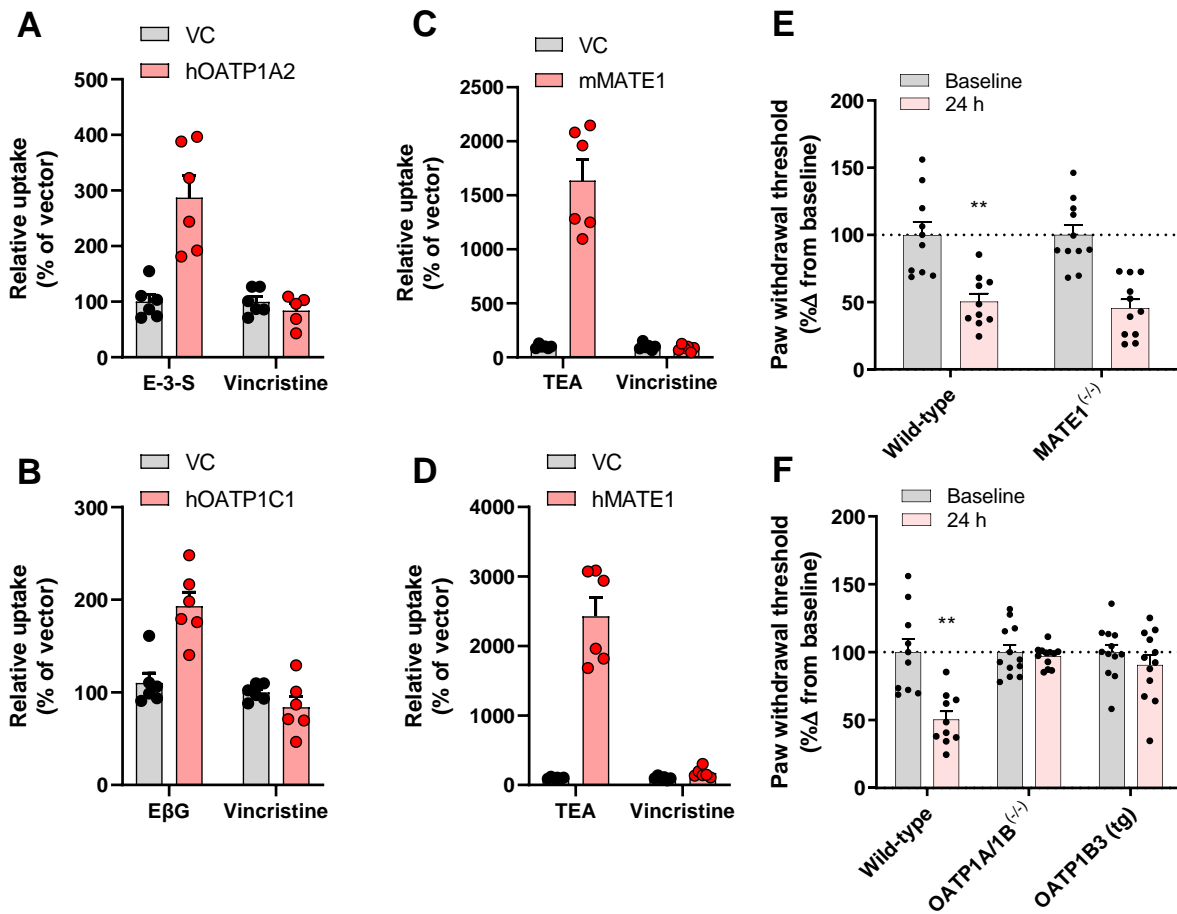 A
VC
hOATP1A2
Relative uptake
(% of vector)
500
400
300
200
100
0
E-3-S
Vincristine
B
VC
hOATP1C1
Relative uptake
(% of vector)
300
200
100
0
EβG
Vincristine
C
VC
mMATE1
Relative uptake
(% of vector)
2500
2000
1500
1000
500
0
TEA
Vincristine
D
VC
hMATE1
Relative uptake
(% of vector)
4000
3000
2000
1000
0
TEA
Vincristine
E
Baseline
24 h
Paw withdrawal threshold
(%Δ from baseline)
200
150
100
50
0
**
Wild-type
MATE1(-/-)
F
Baseline
24 h
Paw withdrawal threshold
(%Δ from baseline)
200
150
100
50
0
**
Wild-type
OATP1A/1B(-/-)
OATP1B3 (tg)